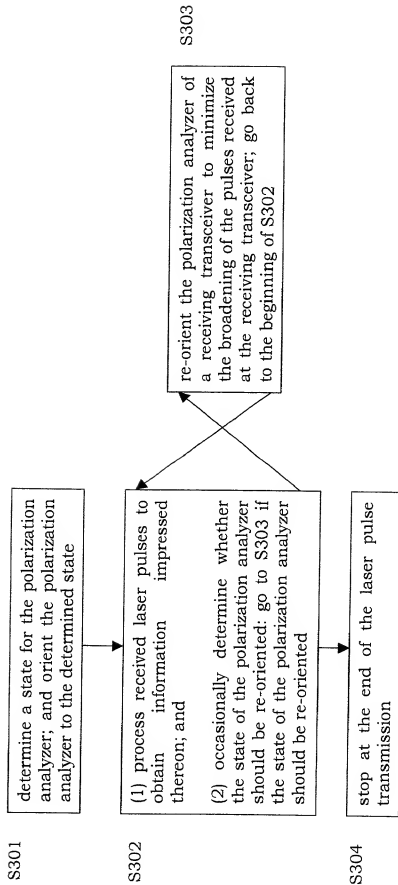 S301
determine a state for the polarization
analyzer; and orient the polarization
analyzer to the determined state
S302
(1) process received laser pulses to
obtain information impressed
thereon; and
(2) occasionally determine whether
the state of the polarization analyzer
should be re-oriented: go to S303 if
the state of the polarization analyzer
should be re-oriented
S303
re-orient the polarization analyzer of
a receiving transceiver to minimize
the broadening of the pulses received
at the receiving transceiver; go back
to the beginning of S302
S304
stop at the end of the laser pulse
transmission